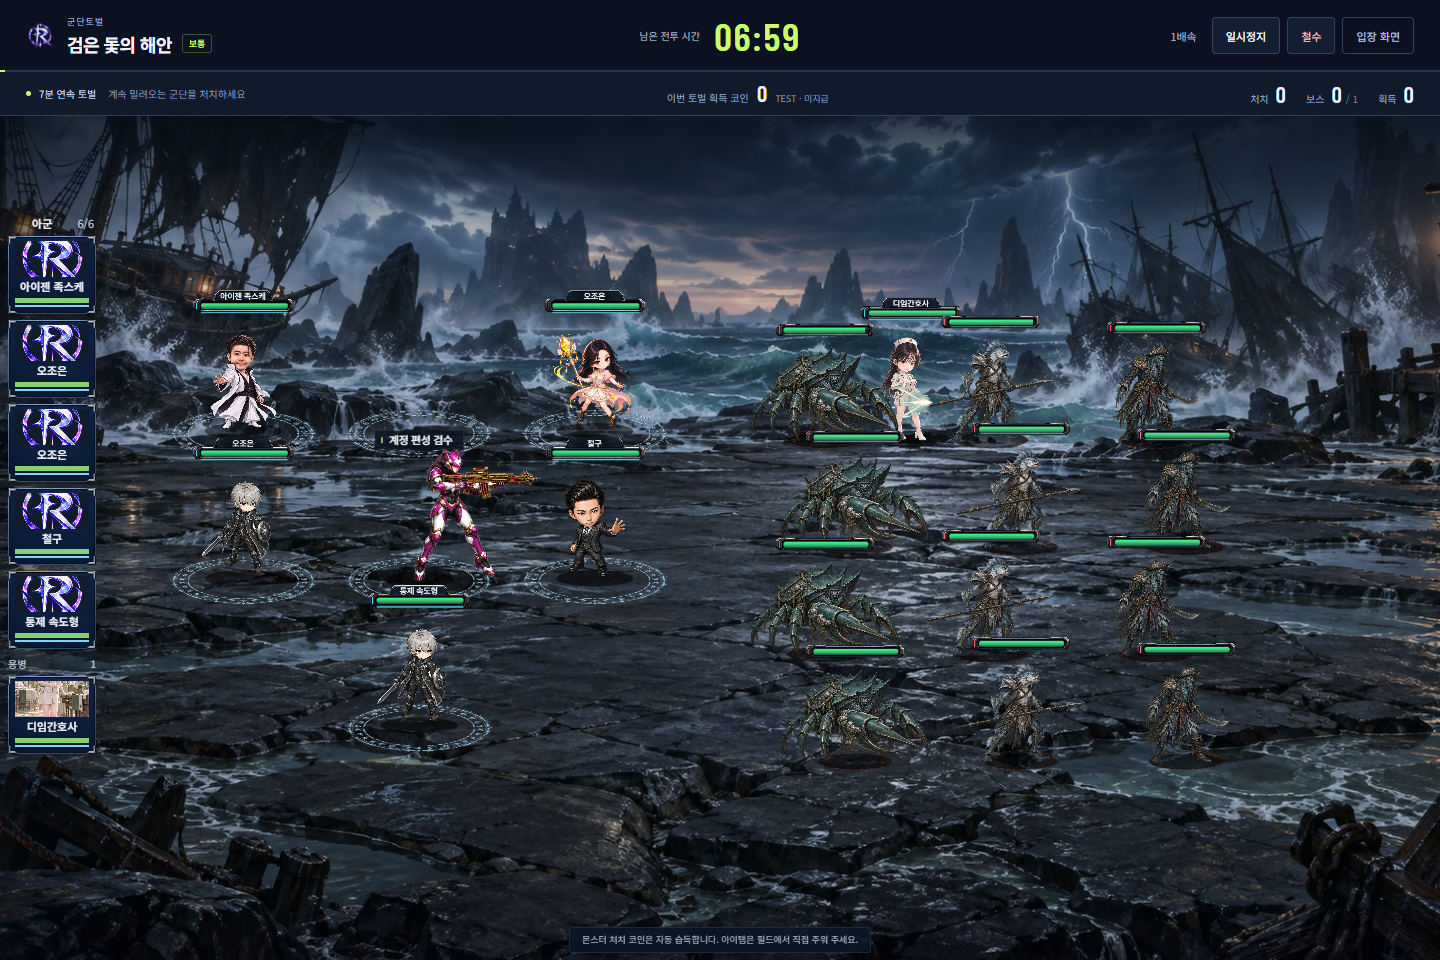 군단토벌
검은 돛의 해안 보통
남은 전투 시간 06:59
1배속 일시정지 철수 입장 화면
7분 연속 토벌 계속 밀려오는 군단을 처치하세요
이번 토벌 획득 코인 0 TEST · 미지급
처치 0 보스 0 / 1 획득 0
아군 6/6
아이젠 족스케
오조은
오조은
철구
통제 속도형
용병 1
디임간호사
아이젠 족스케
오조은
디임간호사
오조은
계정 편성 검수
철구
통제 속도형
몬스터 처치 코인은 자동 습득합니다. 아이템은 필드에서 직접 주워 주세요.